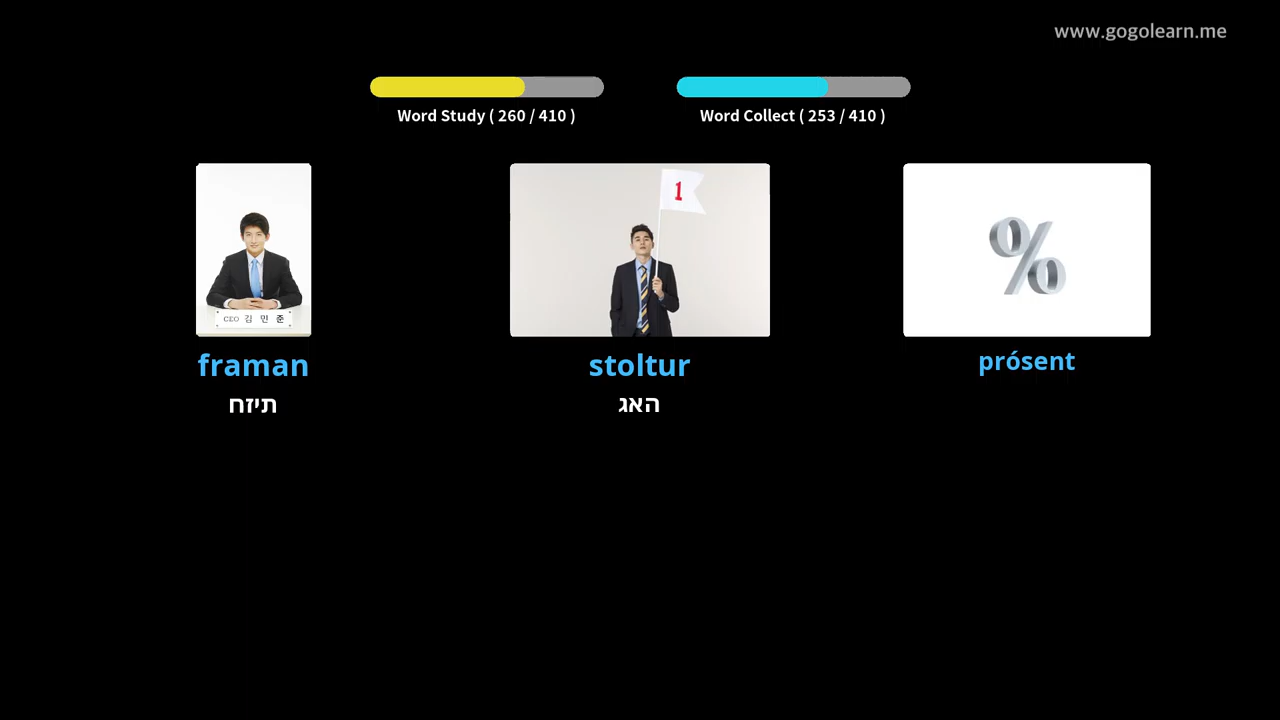 www.gogolearn.me
Word Study ( 260 / 410 )
Word Collect ( 253 / 410 )
CEO 김 민 준
1
%
framan
תיזח
stoltur
האג
prósent